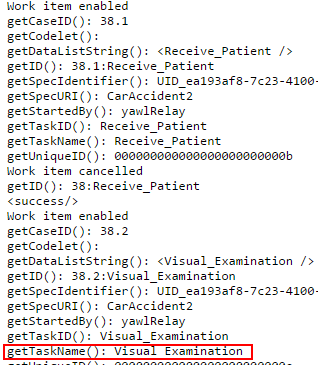 Work item enabled
getCaseID(): 38.1
getCodelet():
getDataListString(): <Receive_Patient />
getID(): 38.1:Receive_Patient
getSpecIdentifier(): UID_ea193af8-7c23-4100-
getSpecURI(): CarAccident2
getStartedBy(): yawlRelay
getTaskID(): Receive_Patient
getTaskName(): Receive_Patient
getUniqueID(): 000000000000000000000000b
Work item cancelled
getID(): 38:Receive_Patient
<success/>
Work item enabled
getCaseID(): 38.2
getCodelet():
getDataListString(): <Visual_Examination />
getID(): 38.2:Visual_Examination
getSpecIdentifier(): UID_ea193af8-7c23-4100-
getSpecURI(): CarAccident2
getStartedBy(): yawlRelay
getTaskID(): Visual_Examination
getTaskName(): Visual Examination